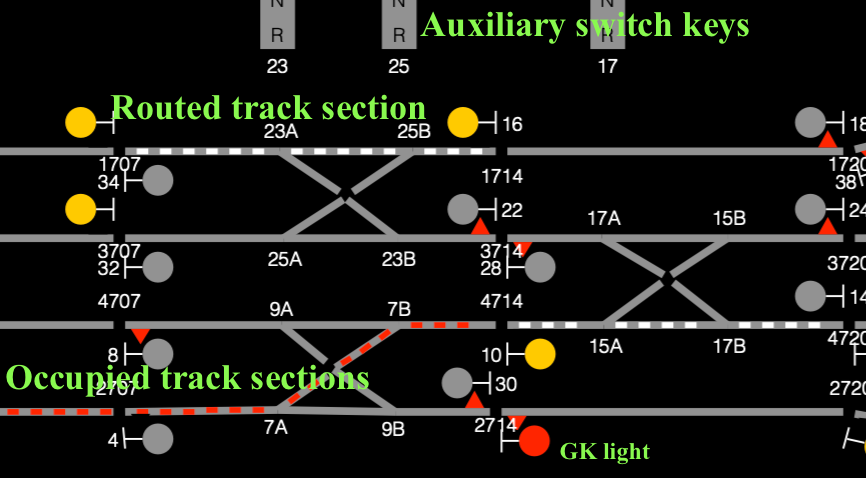 N N N
R R R
Auxiliary switch keys
23 25 17
Routed track section
23A 25B 16 18
1707 1714 1720
34 381
22 17A 15B 24
3707 25A 23B 3714 3720
32 28
4707 9A 7B 4714 14
8 10 15A 17B 4720
Occupied track sections
2707 30 2720
7A 9B 2714
4 GK light